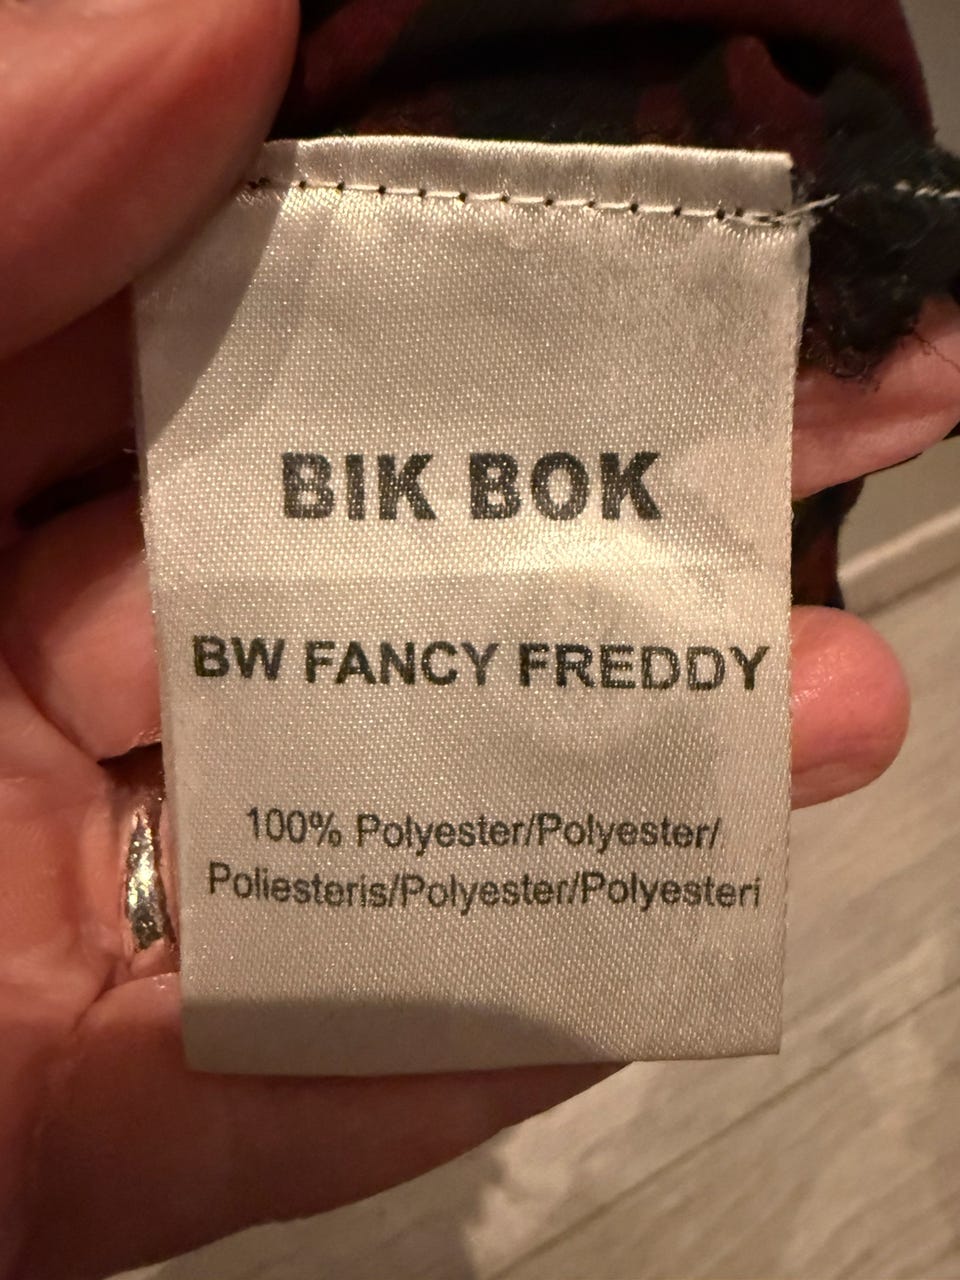 BIK BOK
BW FANCY FREDDY
100% Polyester/Polyester/
Poliesteris/Polyester/Polyesteri